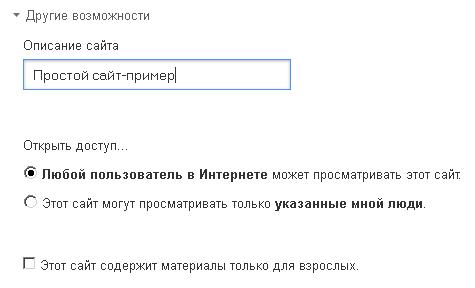 Другие возможности
Описание сайта
Простой сайт-пример
Открыть доступ...
Любой пользователь в Интернете может просматривать этот сайт.
Этот сайт могут просматривать только указанные мной люди.
Этот сайт содержит материалы только для взрослых.